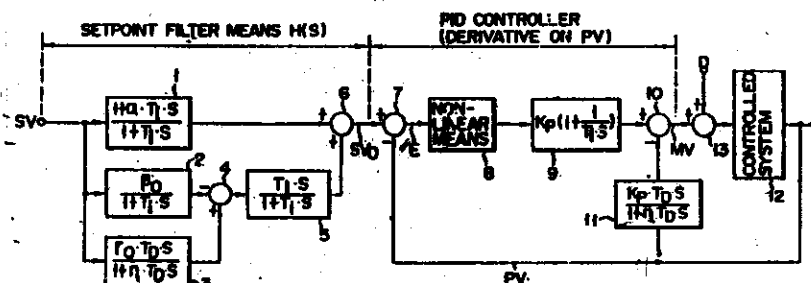 SETPOINT FILTER MEANS H(S)
PID CONTROLLER
(DERIVATIVE ON PV)
SV
1
1+α·TI·S
1+TI·S
6
SVO
7
E
NON-
LINEAR
MEANS
8
KP(1+1/TI·S)
9
10
MV
D
13
CONTROLLED
SYSTEM
12
2
βO
1+TI·S
4
TI·S
1+TI·S
5
KP·TD·S
1+η·TD·S
11
γO·TD·S
1+η·TD·S
3
PV